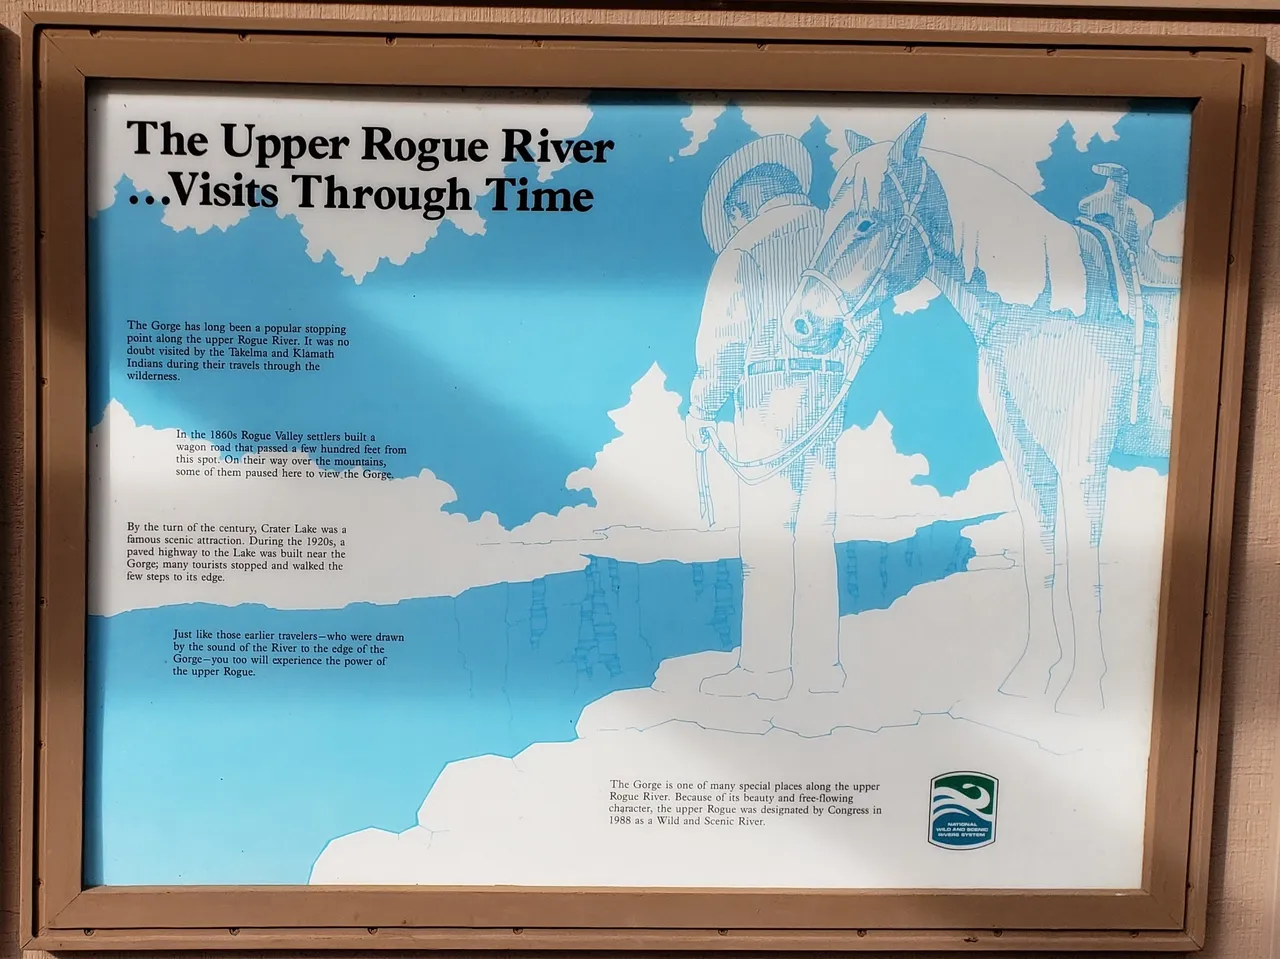 The Upper Rogue River
...Visits Through Time
The Gorge has long been a popular stopping
point along the upper Rogue River. It was no
doubt visited by the Takelma and Klamath
Indians during their travels through the
wilderness.
In the 1860s Rogue Valley settlers built a
wagon road that passed a few hundred feet from
this spot. On their way over the mountains,
some of them paused here to view the Gorge.
By the turn of the century, Crater Lake was a
famous scenic attraction. During the 1920s, a
paved highway to the Lake was built near the
Gorge; many tourists stopped and walked the
few steps to its edge.
Just like those earlier travelers—who were drawn
by the sound of the River to the edge of the
Gorge—you too will experience the power of
the upper Rogue.
The Gorge is one of many special places along the upper
Rogue River. Because of its beauty and free-flowing
character, the upper Rogue was designated by Congress in
1988 as a Wild and Scenic River.
NATIONAL
WILD AND SCENIC
RIVERS SYSTEM